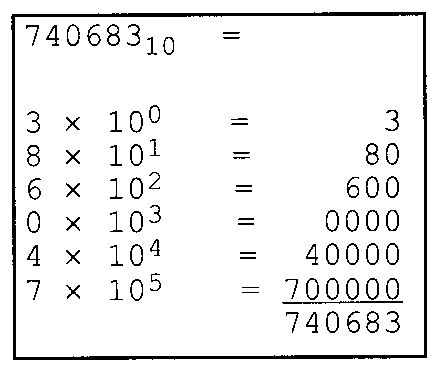 740683₁₀ =
3 × 10⁰ = 3
8 × 10¹ = 80
6 × 10² = 600
0 × 10³ = 0000
4 × 10⁴ = 40000
7 × 10⁵ = 700000
740683